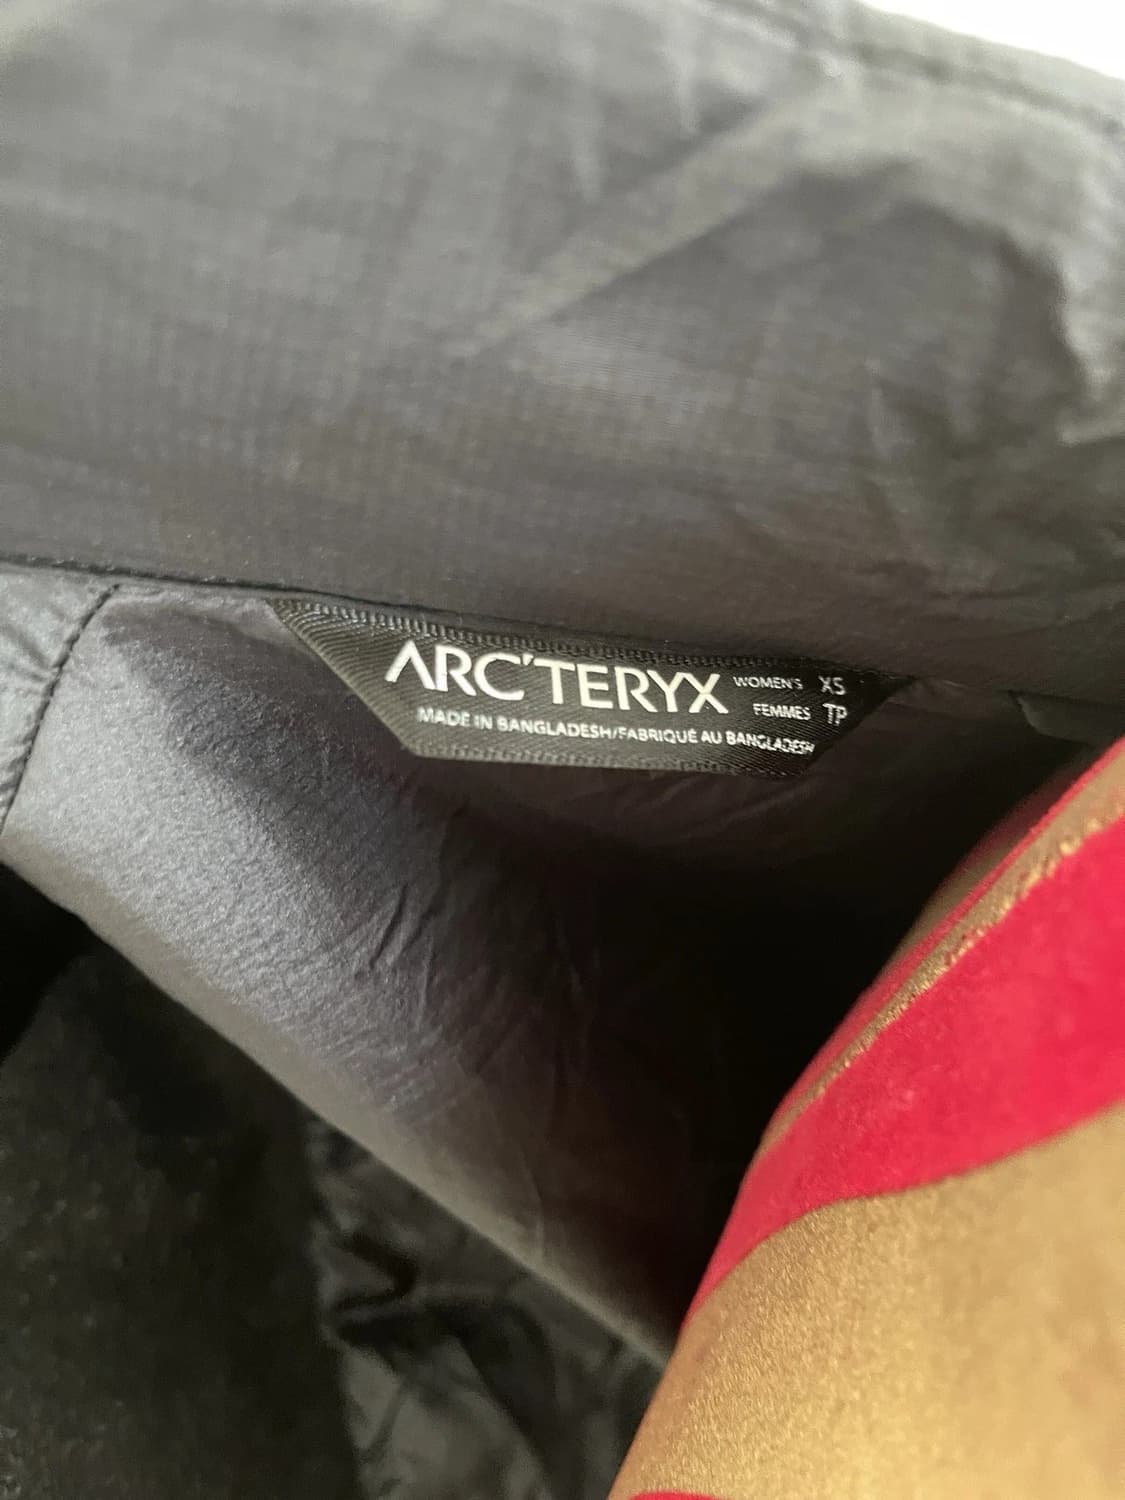 ARC'TERYX WOMEN'S XS
FEMMES TP
MADE IN BANGLADESH/FABRIQUÉ AU BANGLADESH